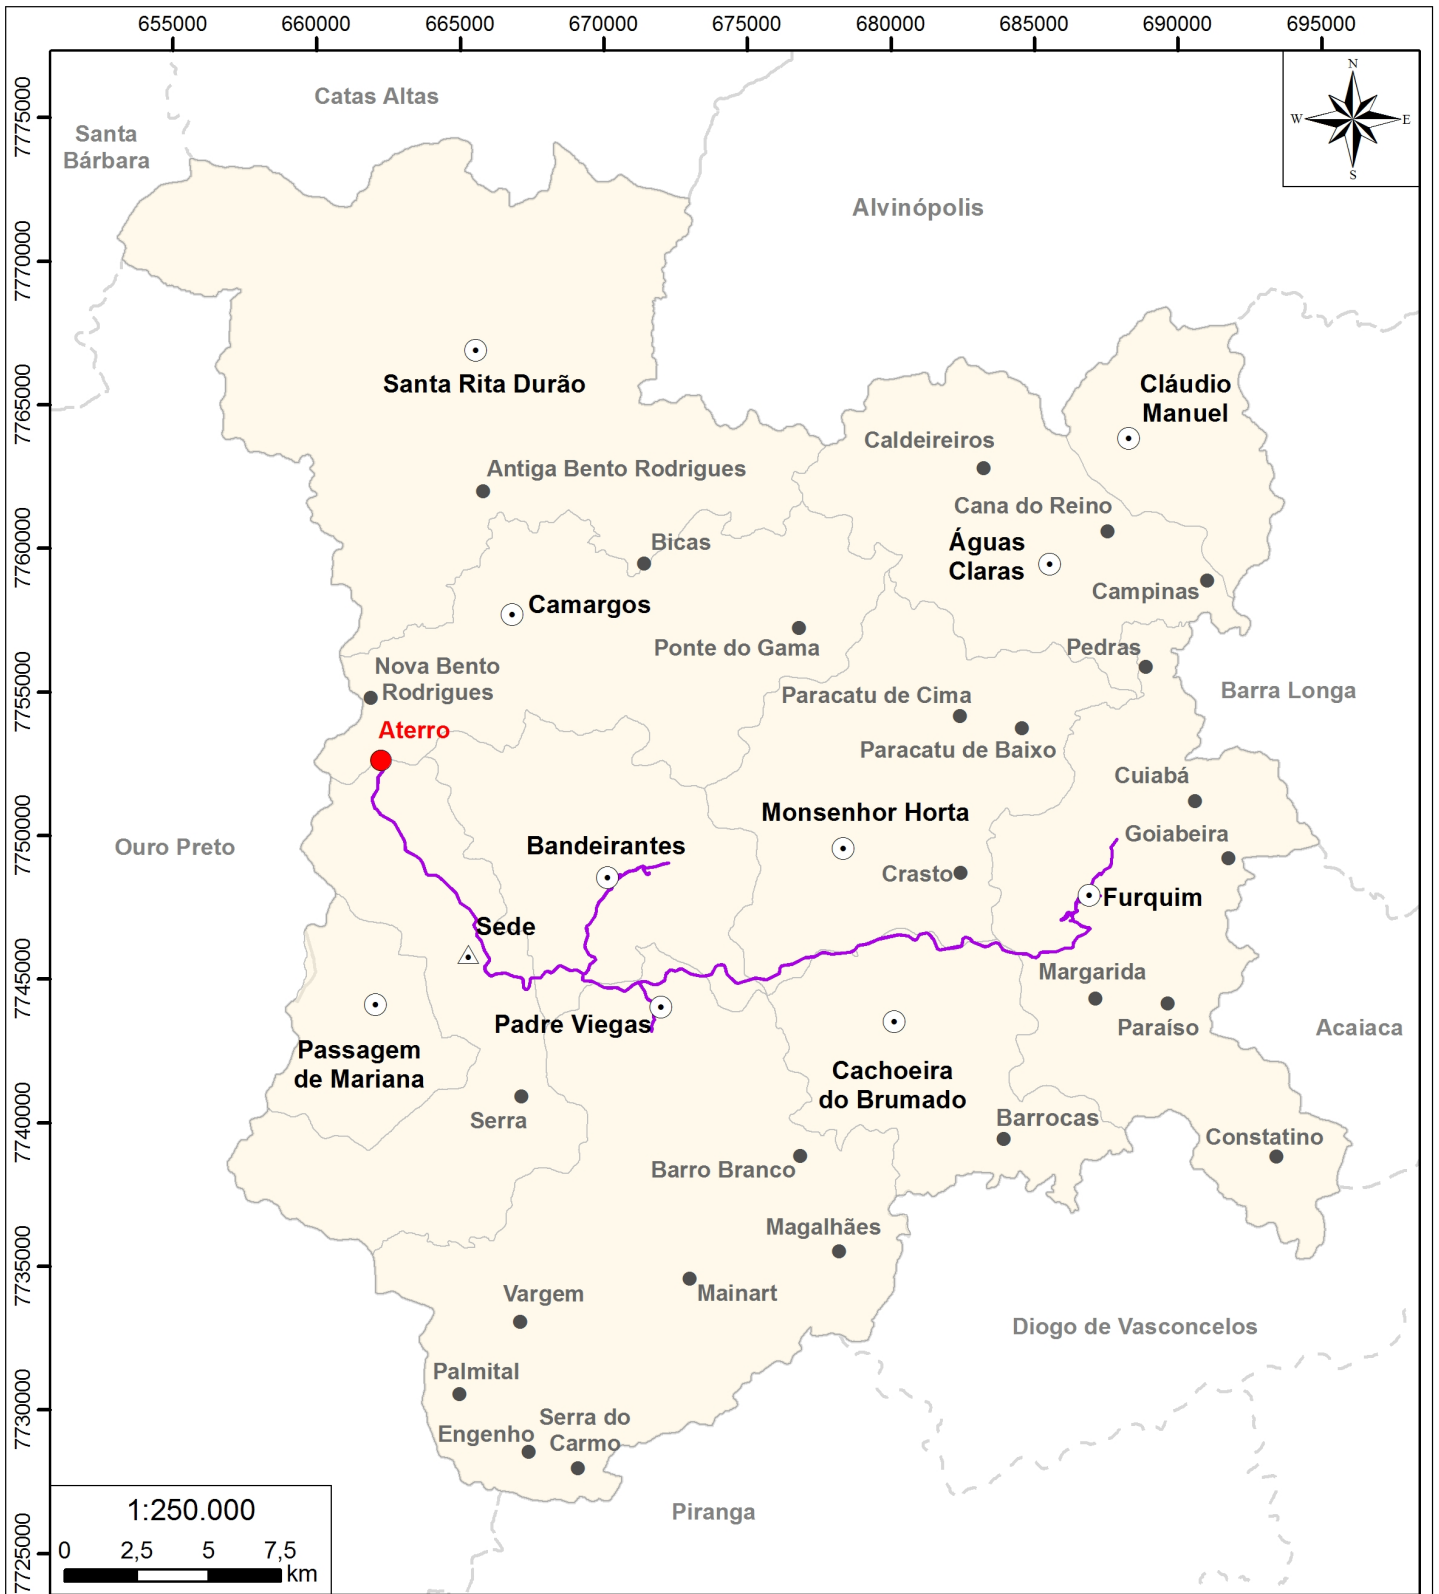 655000 660000 665000 670000 675000 680000 685000 690000 695000
7775000
7770000
7765000
7760000
7755000
7750000
7745000
7740000
7735000
7730000
7725000
N
W E
S
Catas Altas
Santa
Bárbara
Alvinópolis
Santa Rita Durão
Cláudio
Manuel
Caldeireiros
Antiga Bento Rodrigues
Cana do Reino
Bicas
Águas
Claras
Campinas
Camargos
Ponte do Gama
Pedras
Nova Bento
Rodrigues
Barra Longa
Paracatu de Cima
Aterro
Paracatu de Baixo
Cuiabá
Monsenhor Horta
Goiabeira
Ouro Preto
Bandeirantes
Crasto
Furquim
Sede
Margarida
Padre Viegas
Paraíso
Acaiaca
Passagem
de Mariana
Cachoeira
do Brumado
Serra
Barrocas
Constatino
Barro Branco
Magalhães
Vargem
Mainart
Diogo de Vasconcelos
Palmital
Engenho
Serra do
Carmo
Piranga
1:250.000
0 2,5 5 7,5
km